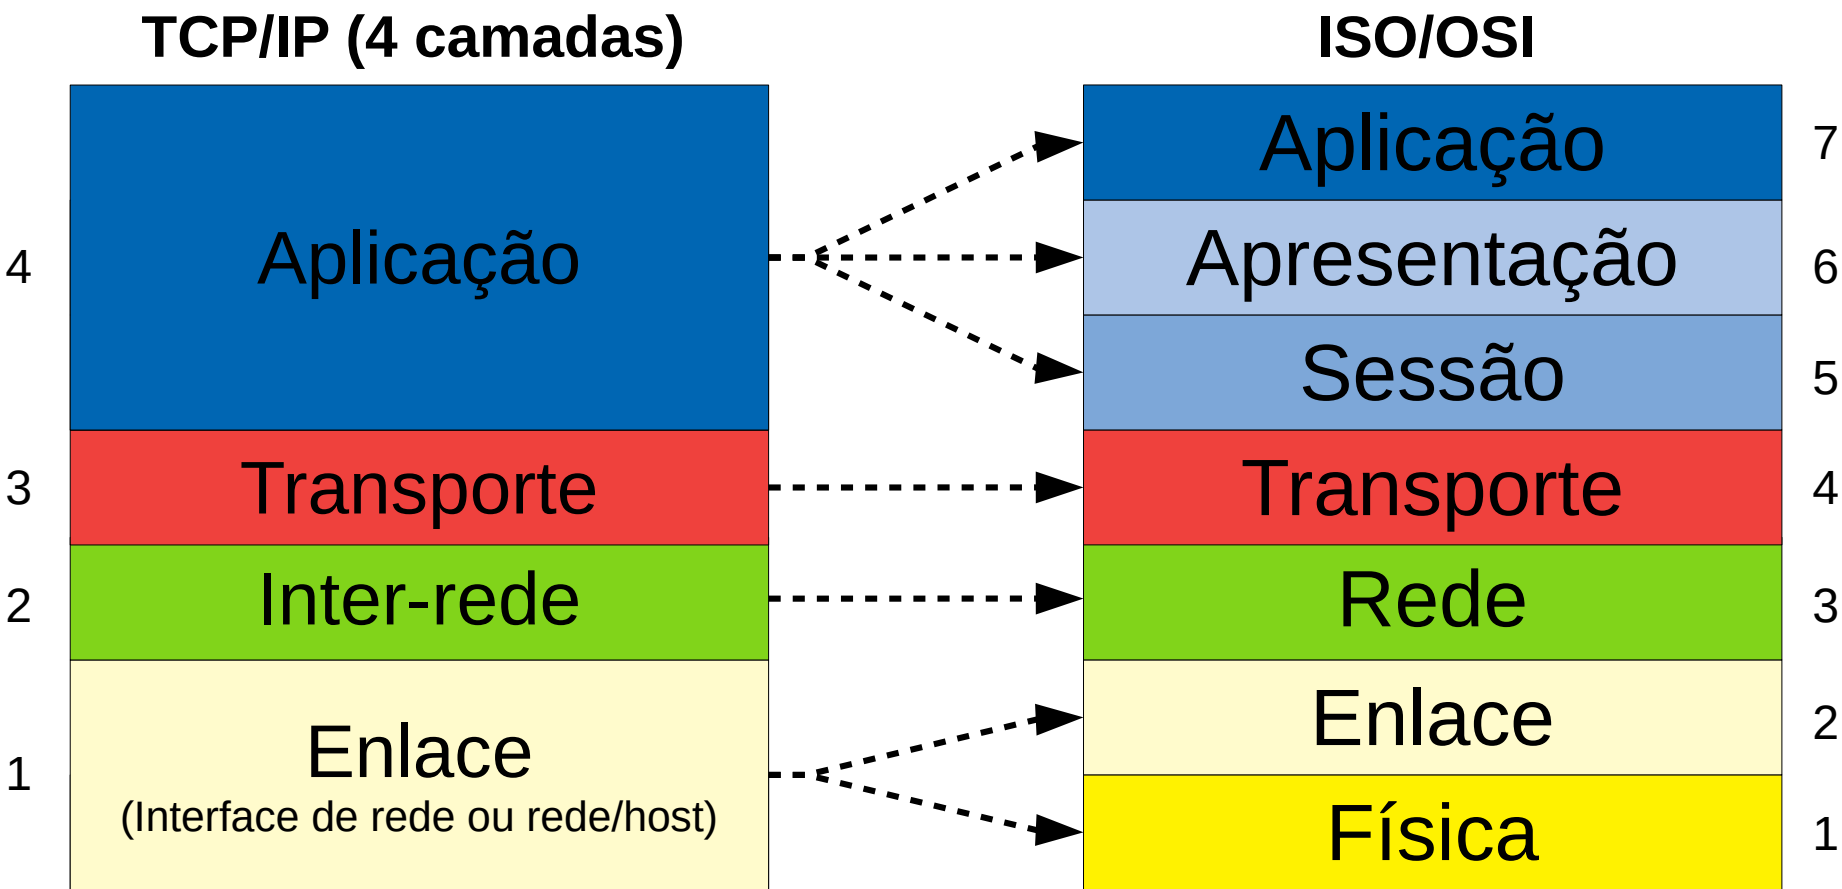 TCP/IP (4 camadas)
4
Aplicação
3
Transporte
2
Inter-rede
1
Enlace
(Interface de rede ou rede/host)
ISO/OSI
Aplicação
7
Apresentação
6
Sessão
5
Transporte
4
Rede
3
Enlace
2
Física
1